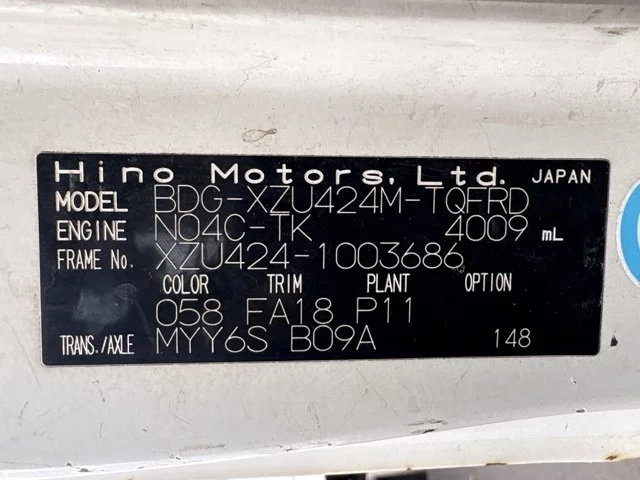 Hino Motors, Ltd. JAPAN
MODEL BDG-XZU424M-TQFRD
ENGINE N04C-TK 4009 mL
FRAME No. XZU424-1003686
COLOR TRIM PLANT OPTION
058 FA18 P11
TRANS./AXLE MYY6S B09A 148